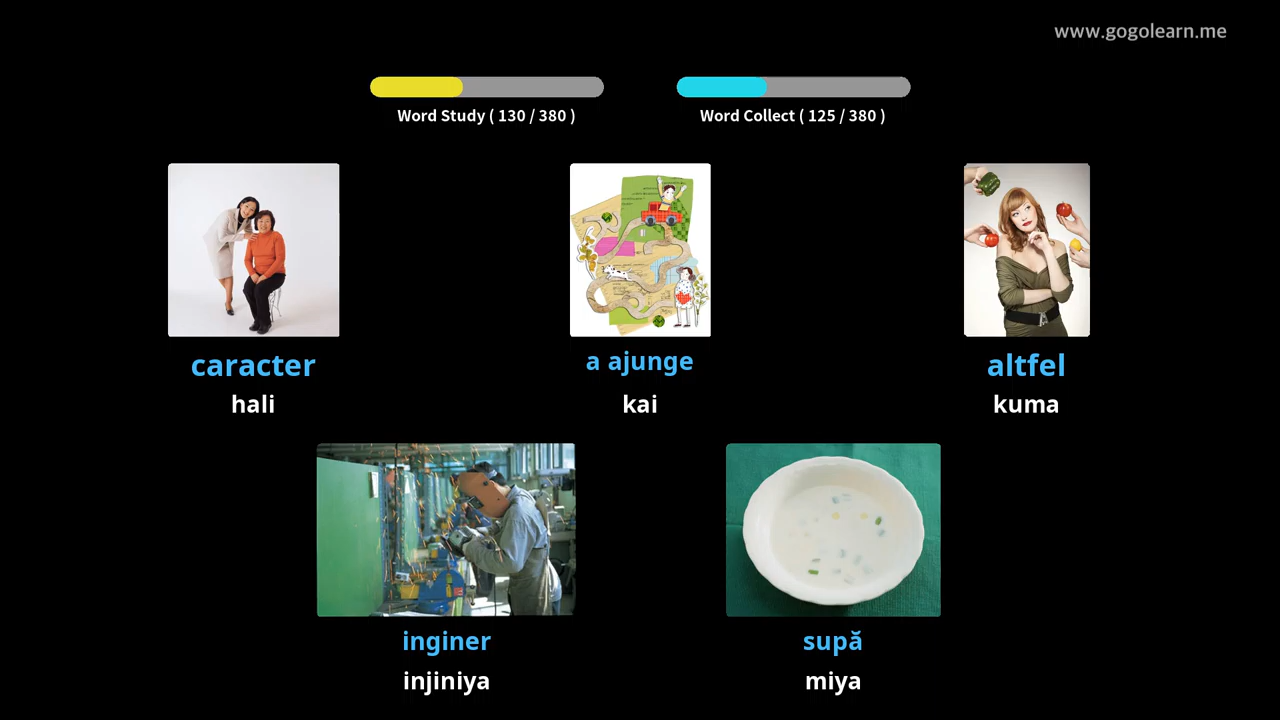 www.gogolearn.me
Word Study ( 130 / 380 )
Word Collect ( 125 / 380 )
caracter
hali
a ajunge
kai
altfel
kuma
inginer
injiniya
supă
miya